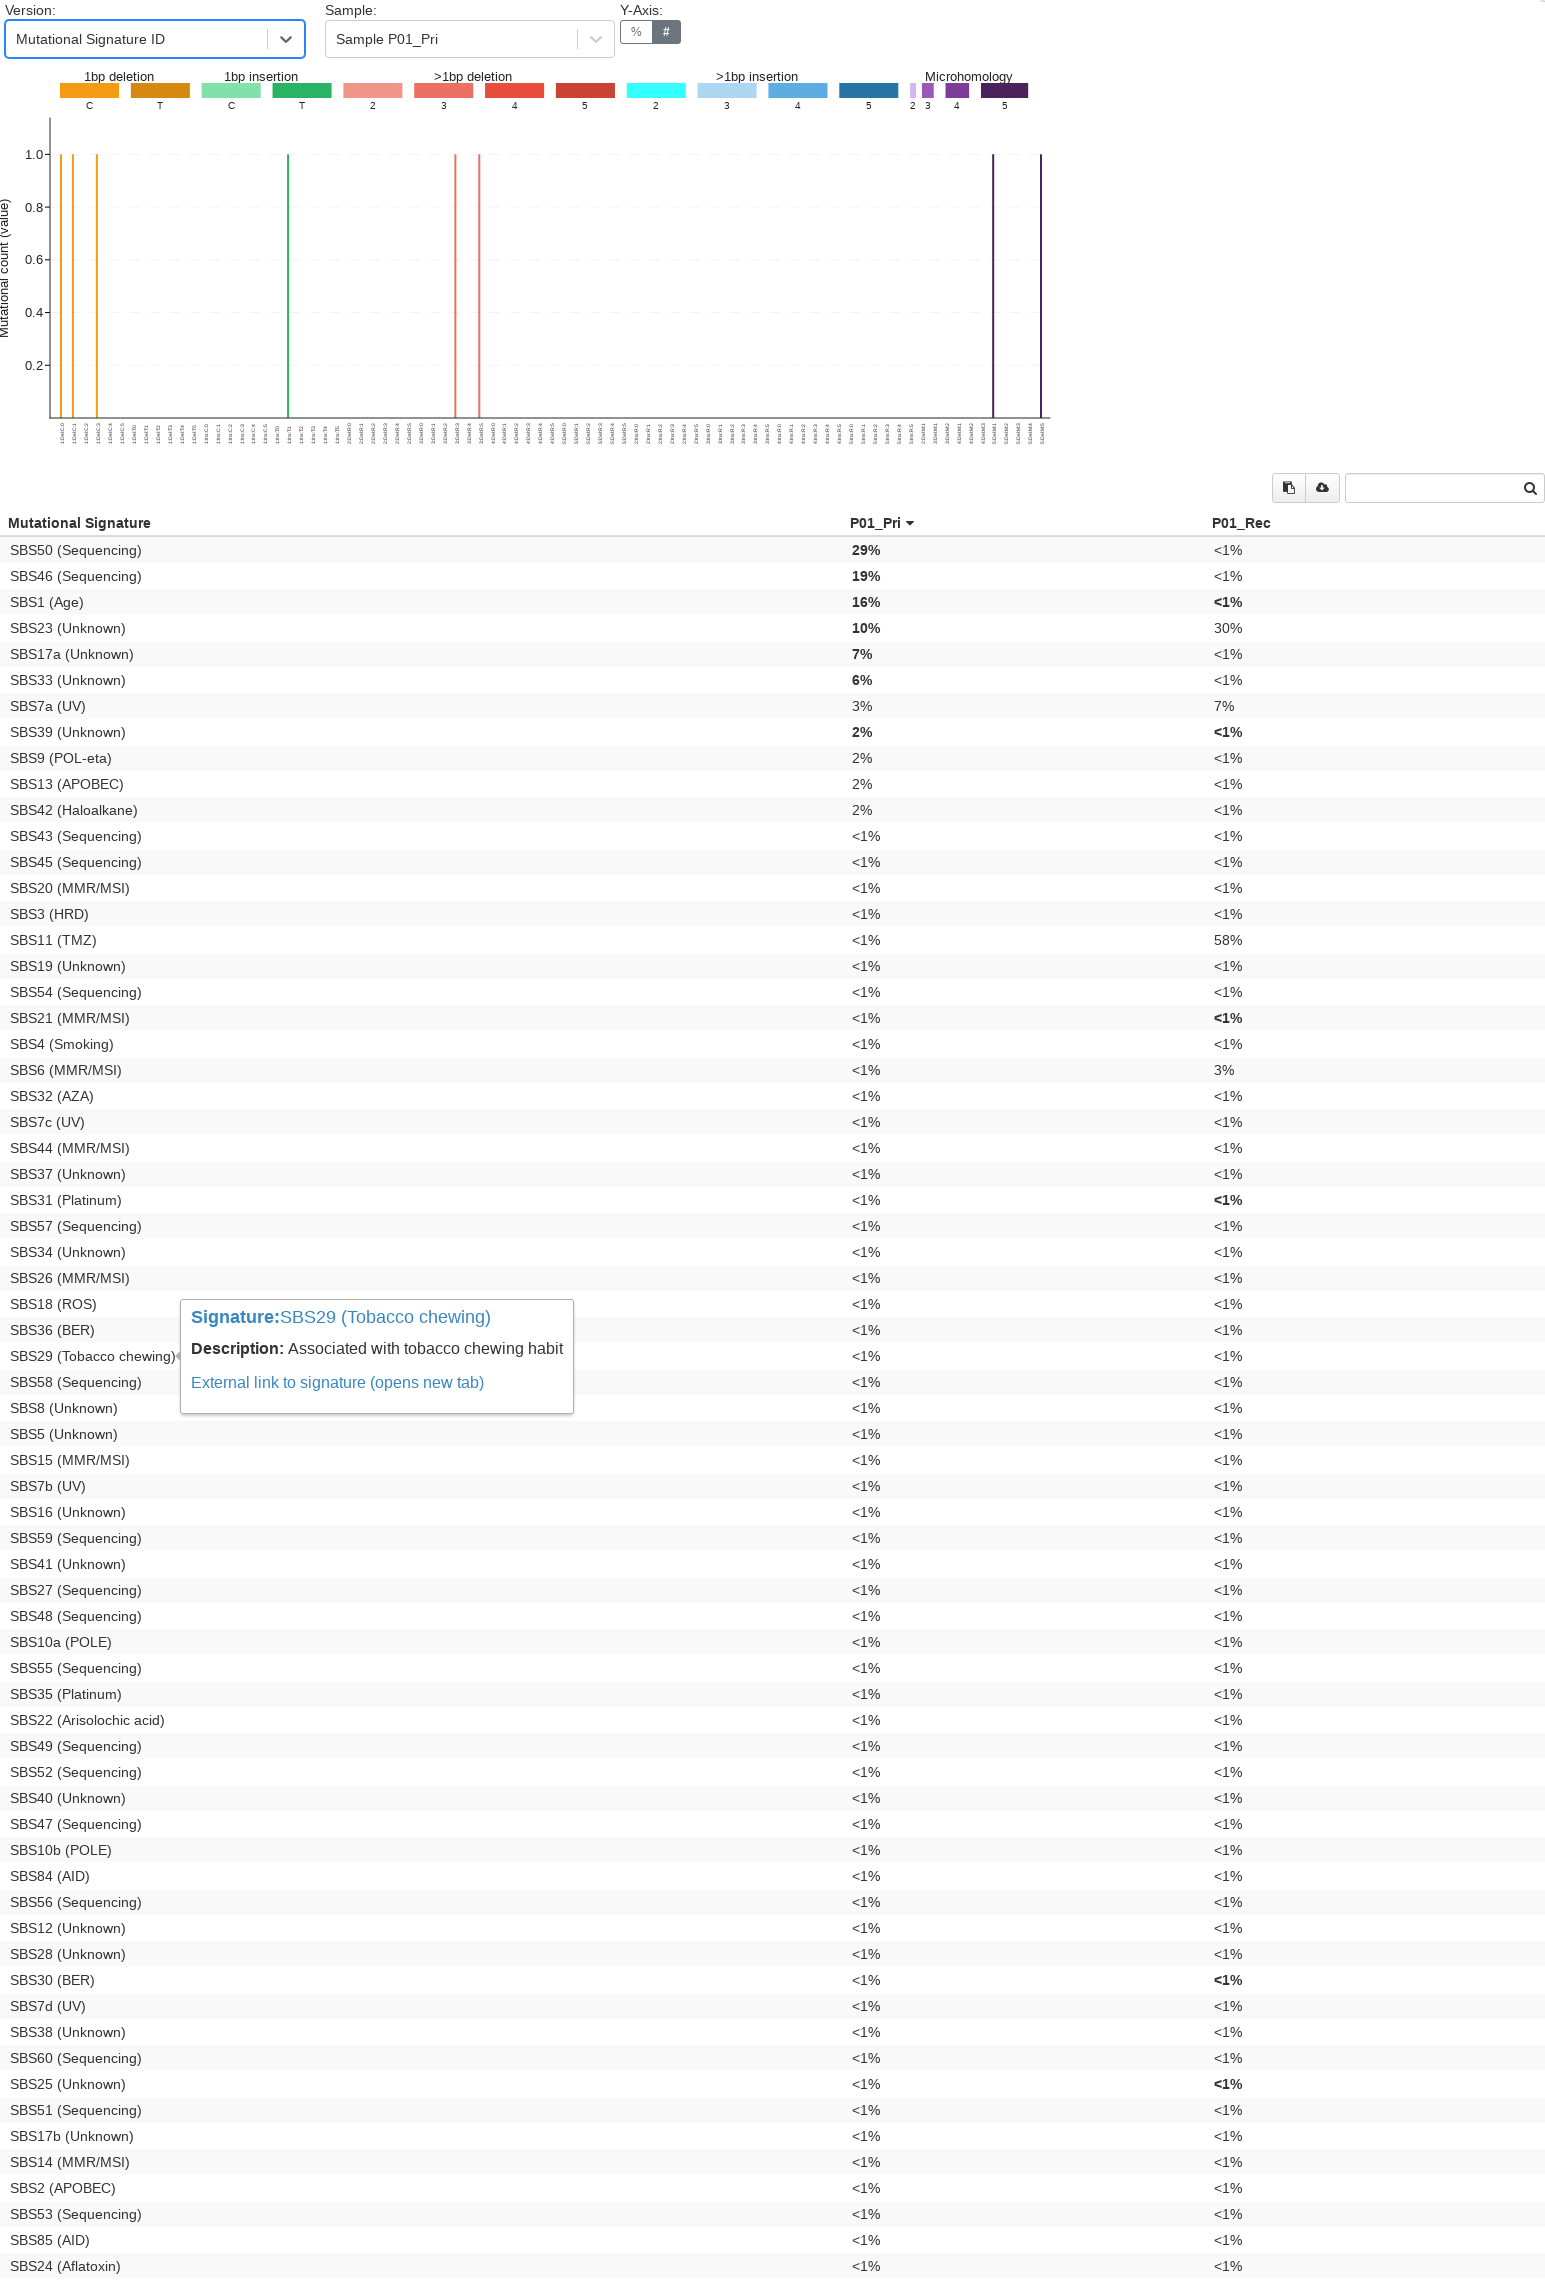 Version: Sample: Y-Axis:
Mutational Signature ID Sample P01_Pri % #
1bp deletion 1bp insertion >1bp deletion >1bp insertion Microhomology
C T C T 2 3 4 5 2 3 4 5 2 3 4 5
1.0
0.8
0.6
0.4
0.2
Mutational count (value)
Mutational Signature P01_Pri P01_Rec
SBS50 (Sequencing) 29% <1%
SBS46 (Sequencing) 19% <1%
SBS1 (Age) 16% <1%
SBS23 (Unknown) 10% 30%
SBS17a (Unknown) 7% <1%
SBS33 (Unknown) 6% <1%
SBS7a (UV) 3% 7%
SBS39 (Unknown) 2% <1%
SBS9 (POL-eta) 2% <1%
SBS13 (APOBEC) 2% <1%
SBS42 (Haloalkane) 2% <1%
SBS43 (Sequencing) <1% <1%
SBS45 (Sequencing) <1% <1%
SBS20 (MMR/MSI) <1% <1%
SBS3 (HRD) <1% <1%
SBS11 (TMZ) <1% 58%
SBS19 (Unknown) <1% <1%
SBS54 (Sequencing) <1% <1%
SBS21 (MMR/MSI) <1% <1%
SBS4 (Smoking) <1% <1%
SBS6 (MMR/MSI) <1% 3%
SBS32 (AZA) <1% <1%
SBS7c (UV) <1% <1%
SBS44 (MMR/MSI) <1% <1%
SBS37 (Unknown) <1% <1%
SBS31 (Platinum) <1% <1%
SBS57 (Sequencing) <1% <1%
SBS34 (Unknown) <1% <1%
SBS26 (MMR/MSI) <1% <1%
SBS18 (ROS) <1% <1%
SBS36 (BER) <1% <1%
SBS29 (Tobacco chewing) <1% <1%
Signature:SBS29 (Tobacco chewing)
Description: Associated with tobacco chewing habit
External link to signature (opens new tab)
SBS58 (Sequencing) <1% <1%
SBS8 (Unknown) <1% <1%
SBS5 (Unknown) <1% <1%
SBS15 (MMR/MSI) <1% <1%
SBS7b (UV) <1% <1%
SBS16 (Unknown) <1% <1%
SBS59 (Sequencing) <1% <1%
SBS41 (Unknown) <1% <1%
SBS27 (Sequencing) <1% <1%
SBS48 (Sequencing) <1% <1%
SBS10a (POLE) <1% <1%
SBS55 (Sequencing) <1% <1%
SBS35 (Platinum) <1% <1%
SBS22 (Arisolochic acid) <1% <1%
SBS49 (Sequencing) <1% <1%
SBS52 (Sequencing) <1% <1%
SBS40 (Unknown) <1% <1%
SBS47 (Sequencing) <1% <1%
SBS10b (POLE) <1% <1%
SBS84 (AID) <1% <1%
SBS56 (Sequencing) <1% <1%
SBS12 (Unknown) <1% <1%
SBS28 (Unknown) <1% <1%
SBS30 (BER) <1% <1%
SBS7d (UV) <1% <1%
SBS38 (Unknown) <1% <1%
SBS60 (Sequencing) <1% <1%
SBS25 (Unknown) <1% <1%
SBS51 (Sequencing) <1% <1%
SBS17b (Unknown) <1% <1%
SBS14 (MMR/MSI) <1% <1%
SBS2 (APOBEC) <1% <1%
SBS53 (Sequencing) <1% <1%
SBS85 (AID) <1% <1%
SBS24 (Aflatoxin) <1% <1%